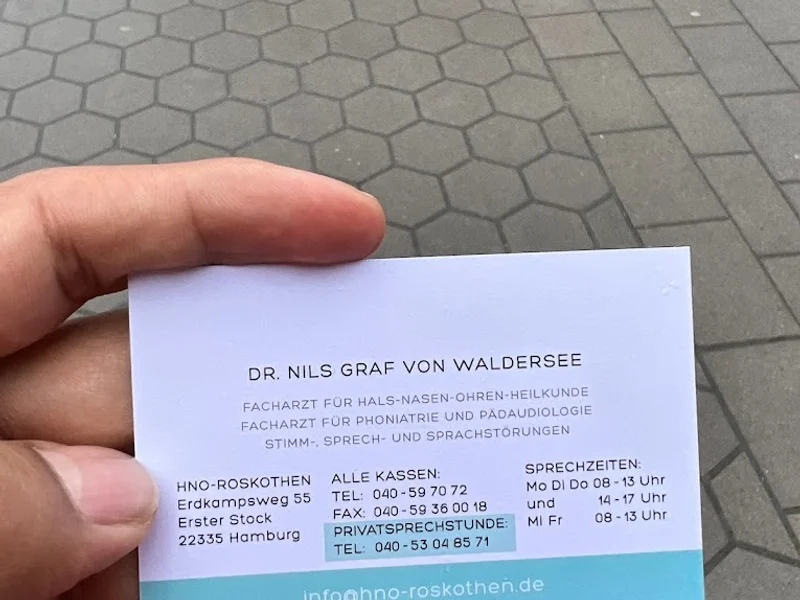 DR. NILS GRAF VON WALDERSEE
FACHARZT FÜR HALS-NASEN-OHREN-HEILKUNDE
FACHARZT FÜR PHONIATRIE UND PÄDAUDIOLOGIE
STIMM-, SPRECH- UND SPRACHSTÖRUNGEN
HNO-ROSKOTHEN
Erdkampsweg 55
Erster Stock
22335 Hamburg
ALLE KASSEN:
TEL: 040-59 70 72
FAX: 040-59 36 00 18
PRIVATSPRECHSTUNDE:
TEL: 040-53 04 85 71
SPRECHZEITEN:
Mo Di Do 08-13 Uhr
und 14-17 Uhr
Mi Fr 08-13 Uhr
info@hno-roskothen.de